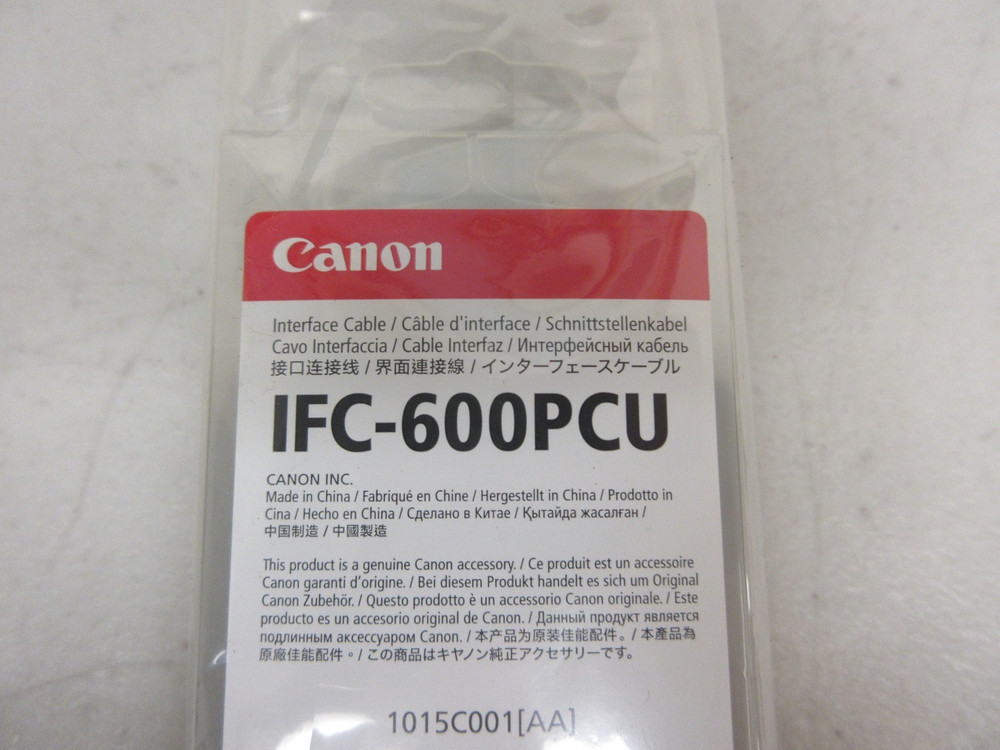 Canon
Interface Cable / Câble d'interface / Schnittstellenkabel
Cavo Interfaccia / Cable Interfaz / Интерфейсный кабель
接口连接线 / 界面連接線 / インターフェースケーブル
IFC-600PCU
CANON INC.
Made in China / Fabriqué en Chine / Hergestellt in China / Prodotto in
Cina / Hecho en China / Сделано в Китае / Қытайда жасалған /
中国制造 / 中國製造
This product is a genuine Canon accessory. / Ce produit est un accessoire
Canon garanti d'origine. / Bei diesem Produkt handelt es sich um Original
Canon Zubehör. / Questo prodotto è un accessorio Canon originale. / Este
producto es un accesorio original de Canon. / Данный продукт является
подлинным аксессуаром Canon. / 本产品为原装佳能配件。/ 本產品為
原廠佳能配件。/ この商品はキヤノン純正アクセサリーです。
1015C001[AA]